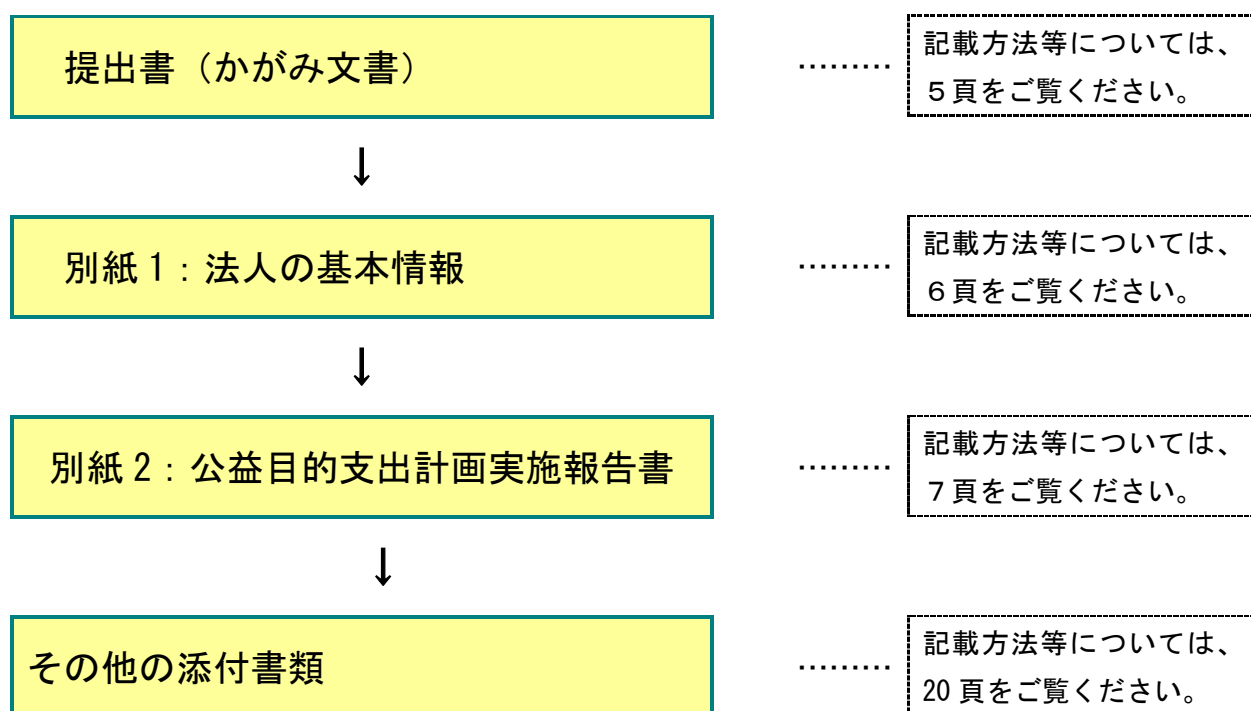 提出書（かがみ文書）
………
記載方法等については、
５頁をご覧ください。
↓
別紙１：法人の基本情報
………
記載方法等については、
６頁をご覧ください。
↓
別紙２：公益目的支出計画実施報告書
………
記載方法等については、
７頁をご覧ください。
↓
その他の添付書類
………
記載方法等については、
20 頁をご覧ください。